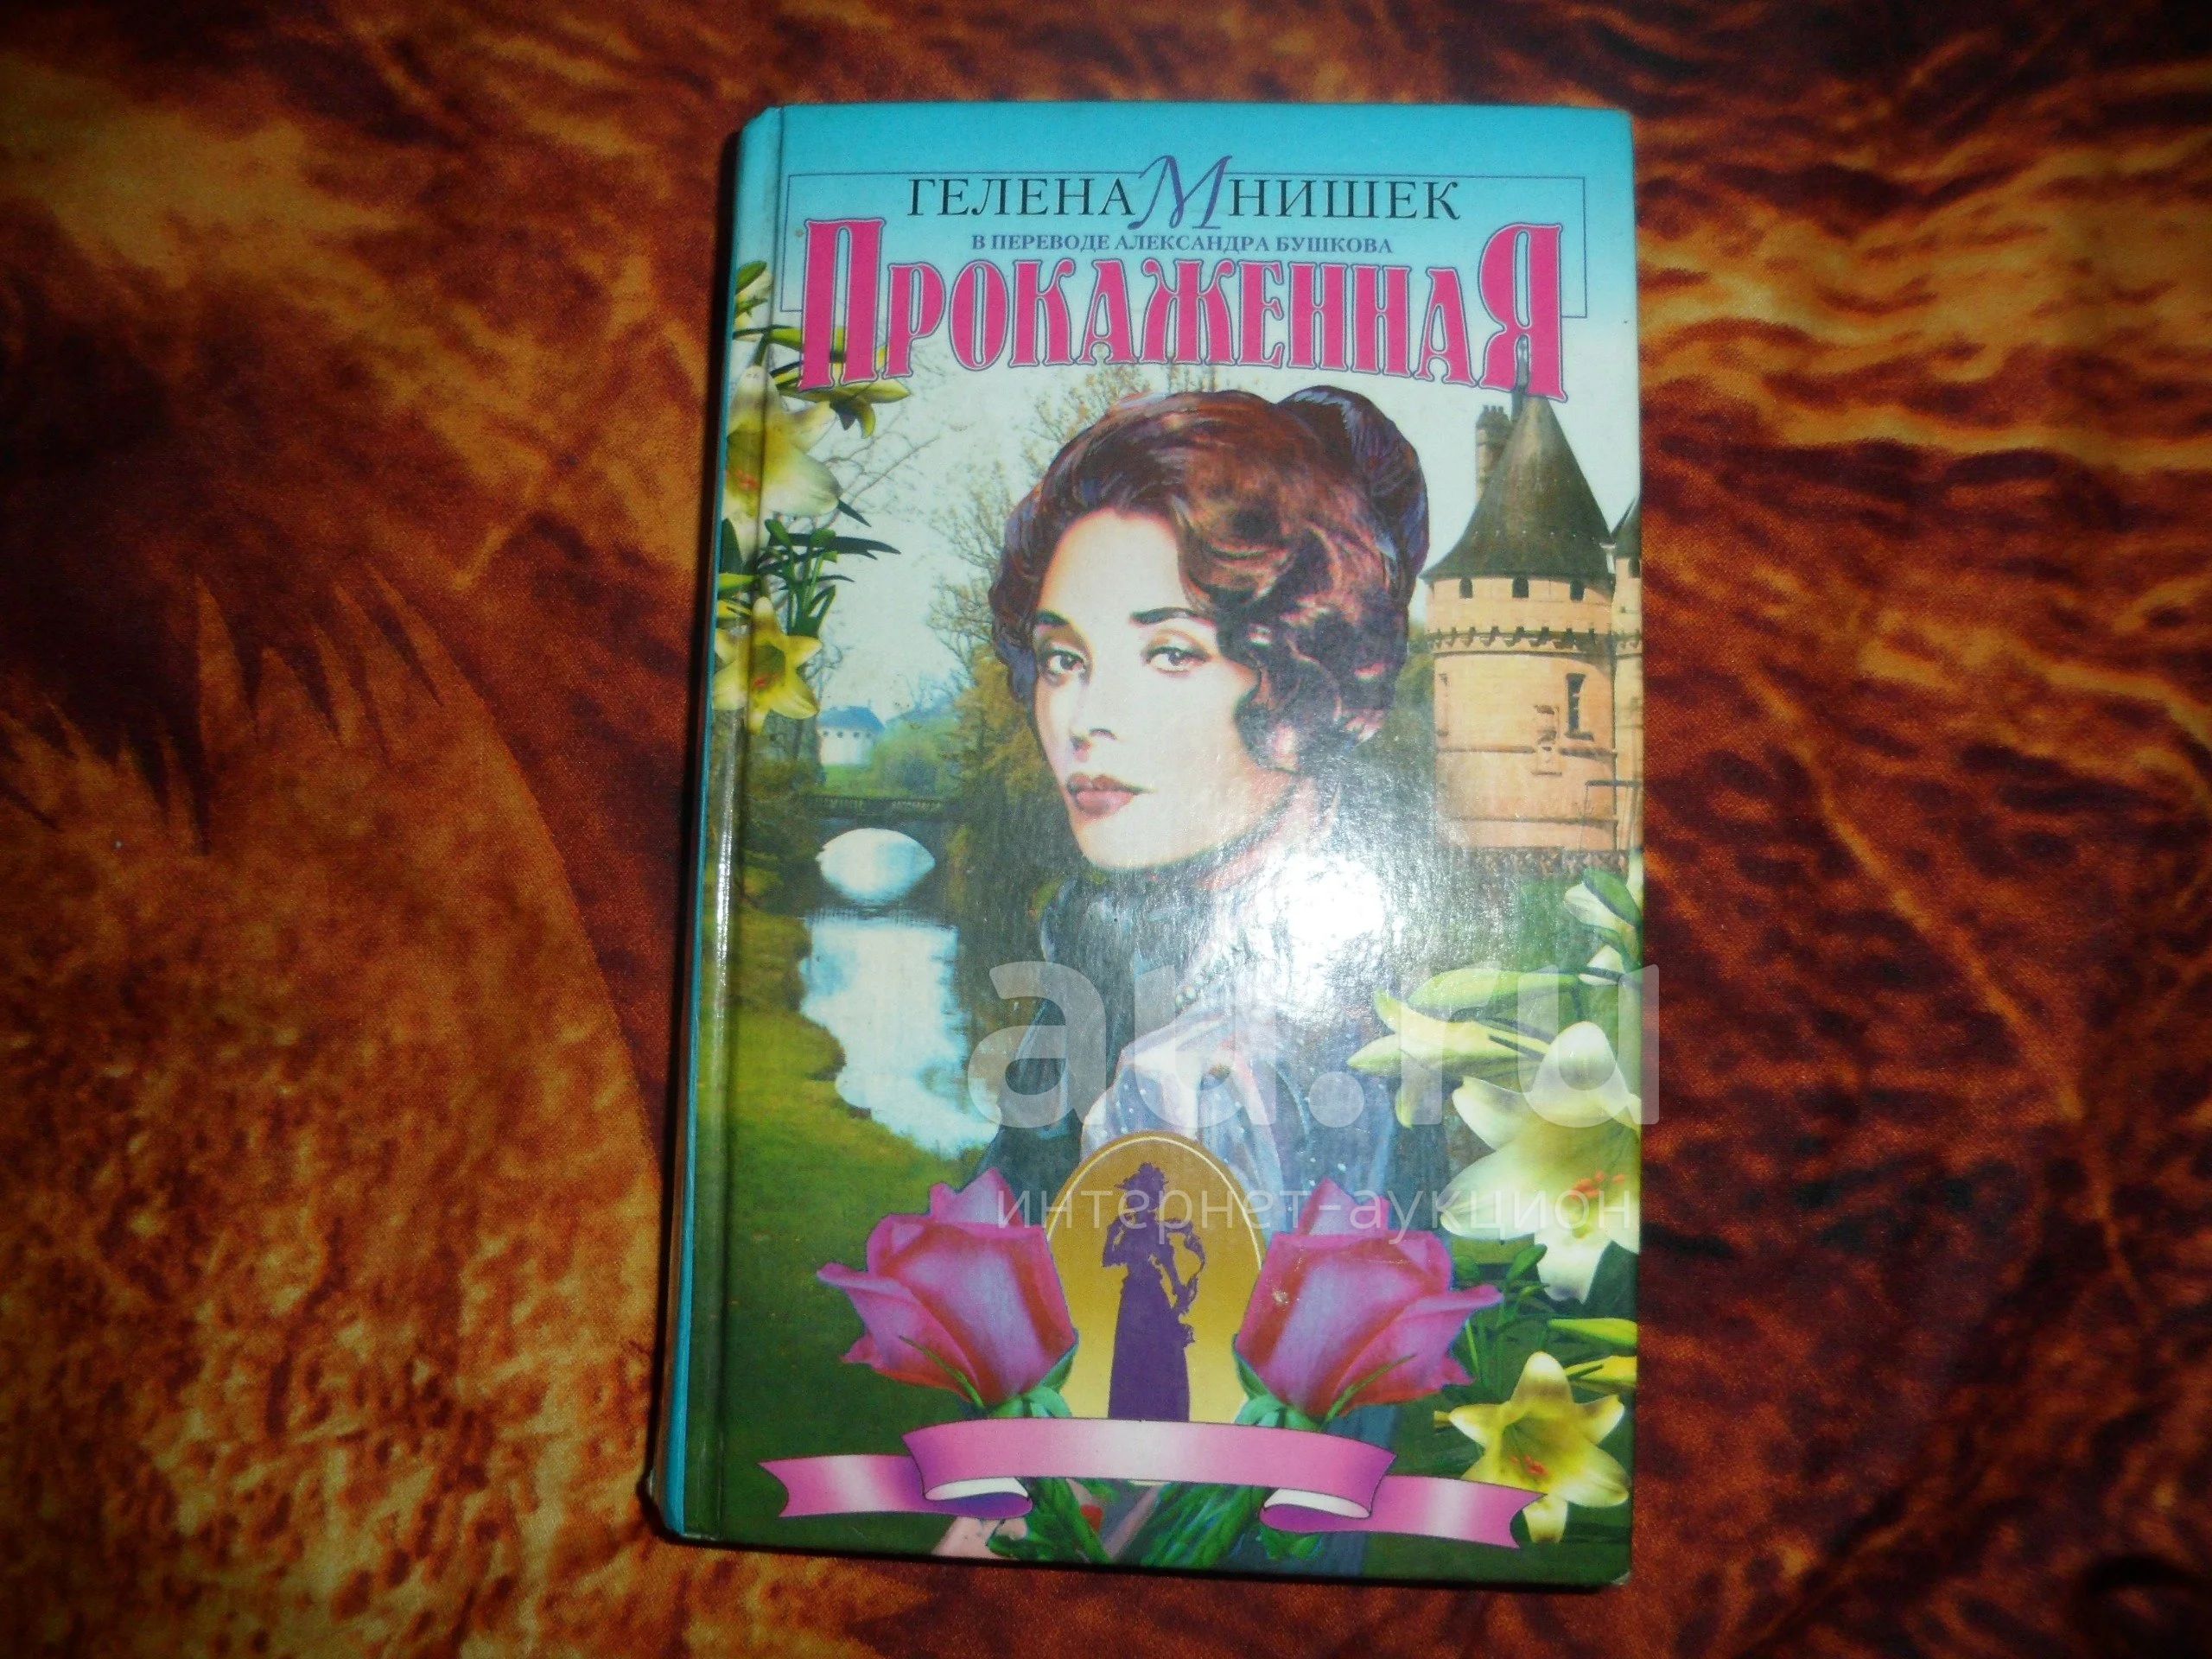 ГЕЛЕНА МНИШЕК
В ПЕРЕВОДЕ АЛЕКСАНДРА БУШКОВА
ПРОКАЖЕННАЯ
au.ru
интернет-аукцион